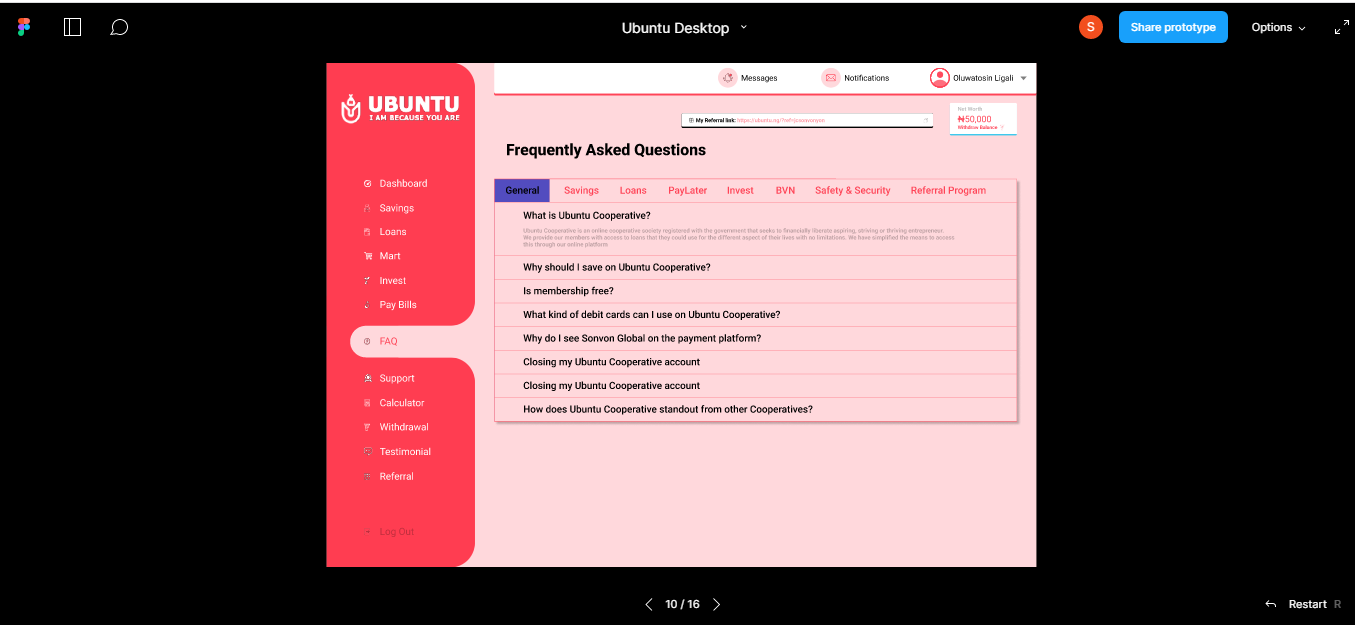 Ubuntu Desktop
S
Share prototype
Options
Messages
Notifications
Oluwatosin Ligali
UBUNTU
I AM BECAUSE YOU ARE
My Referral link:
Net Worth
₦50,000
Withdraw Balance
Frequently Asked Questions
General Savings Loans PayLater Invest BVN Safety & Security Referral Program
What is Ubuntu Cooperative?
Ubuntu Cooperative is an online cooperative society registered with the government that seeks to financially liberate aspiring, striving or thriving entrepreneur.
We provide our members with access to loans that they could use for the different aspect of their lives with no limitations. We have simplified the means to access
this through our online platform
Why should I save on Ubuntu Cooperative?
Is membership free?
What kind of debit cards can I use on Ubuntu Cooperative?
Why do I see Sonvon Global on the payment platform?
Closing my Ubuntu Cooperative account
Closing my Ubuntu Cooperative account
How does Ubuntu Cooperative standout from other Cooperatives?
Dashboard
Savings
Loans
Mart
Invest
Pay Bills
FAQ
Support
Calculator
Withdrawal
Testimonial
Referral
Log Out
10 / 16
Restart R